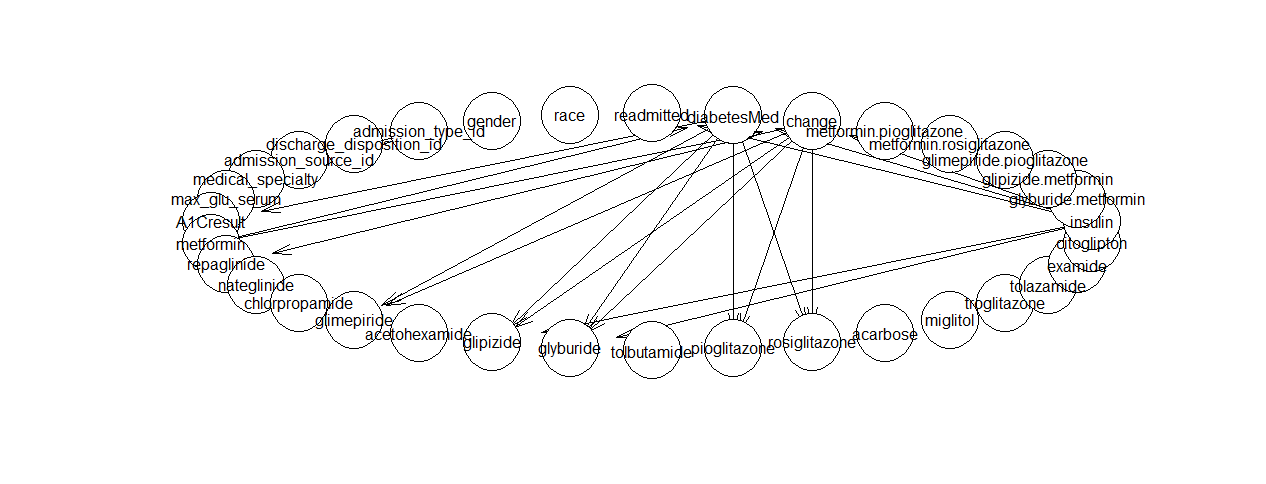 readmitted
diabetesMed
change
race
gender
admission_type_id
metformin.pioglitazone
discharge_disposition_id
metformin.rosiglitazone
admission_source_id
glimepiride.pioglitazone
medical_specialty
glipizide.metformin
max_glu_serum
glyburide.metformin
A1Cresult
insulin
metformin
citoglipton
repaglinide
examide
nateglinide
tolazamide
chlorpropamide
troglitazone
glimepiride
miglitol
acetohexamide
acarbose
glipizide
rosiglitazone
glyburide
pioglitazone
tolbutamide